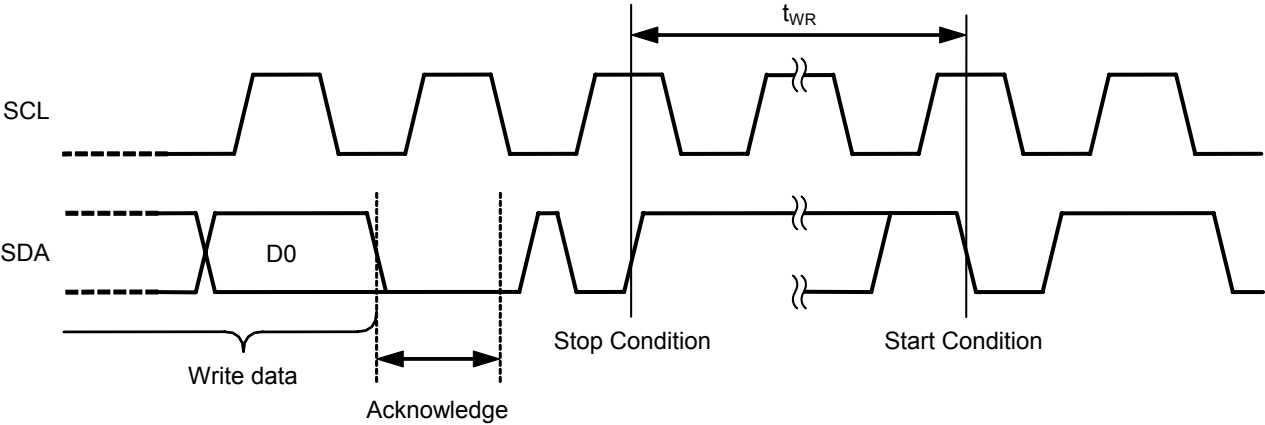 tWR
SCL
SDA
D0
Stop Condition
Start Condition
Write data
Acknowledge